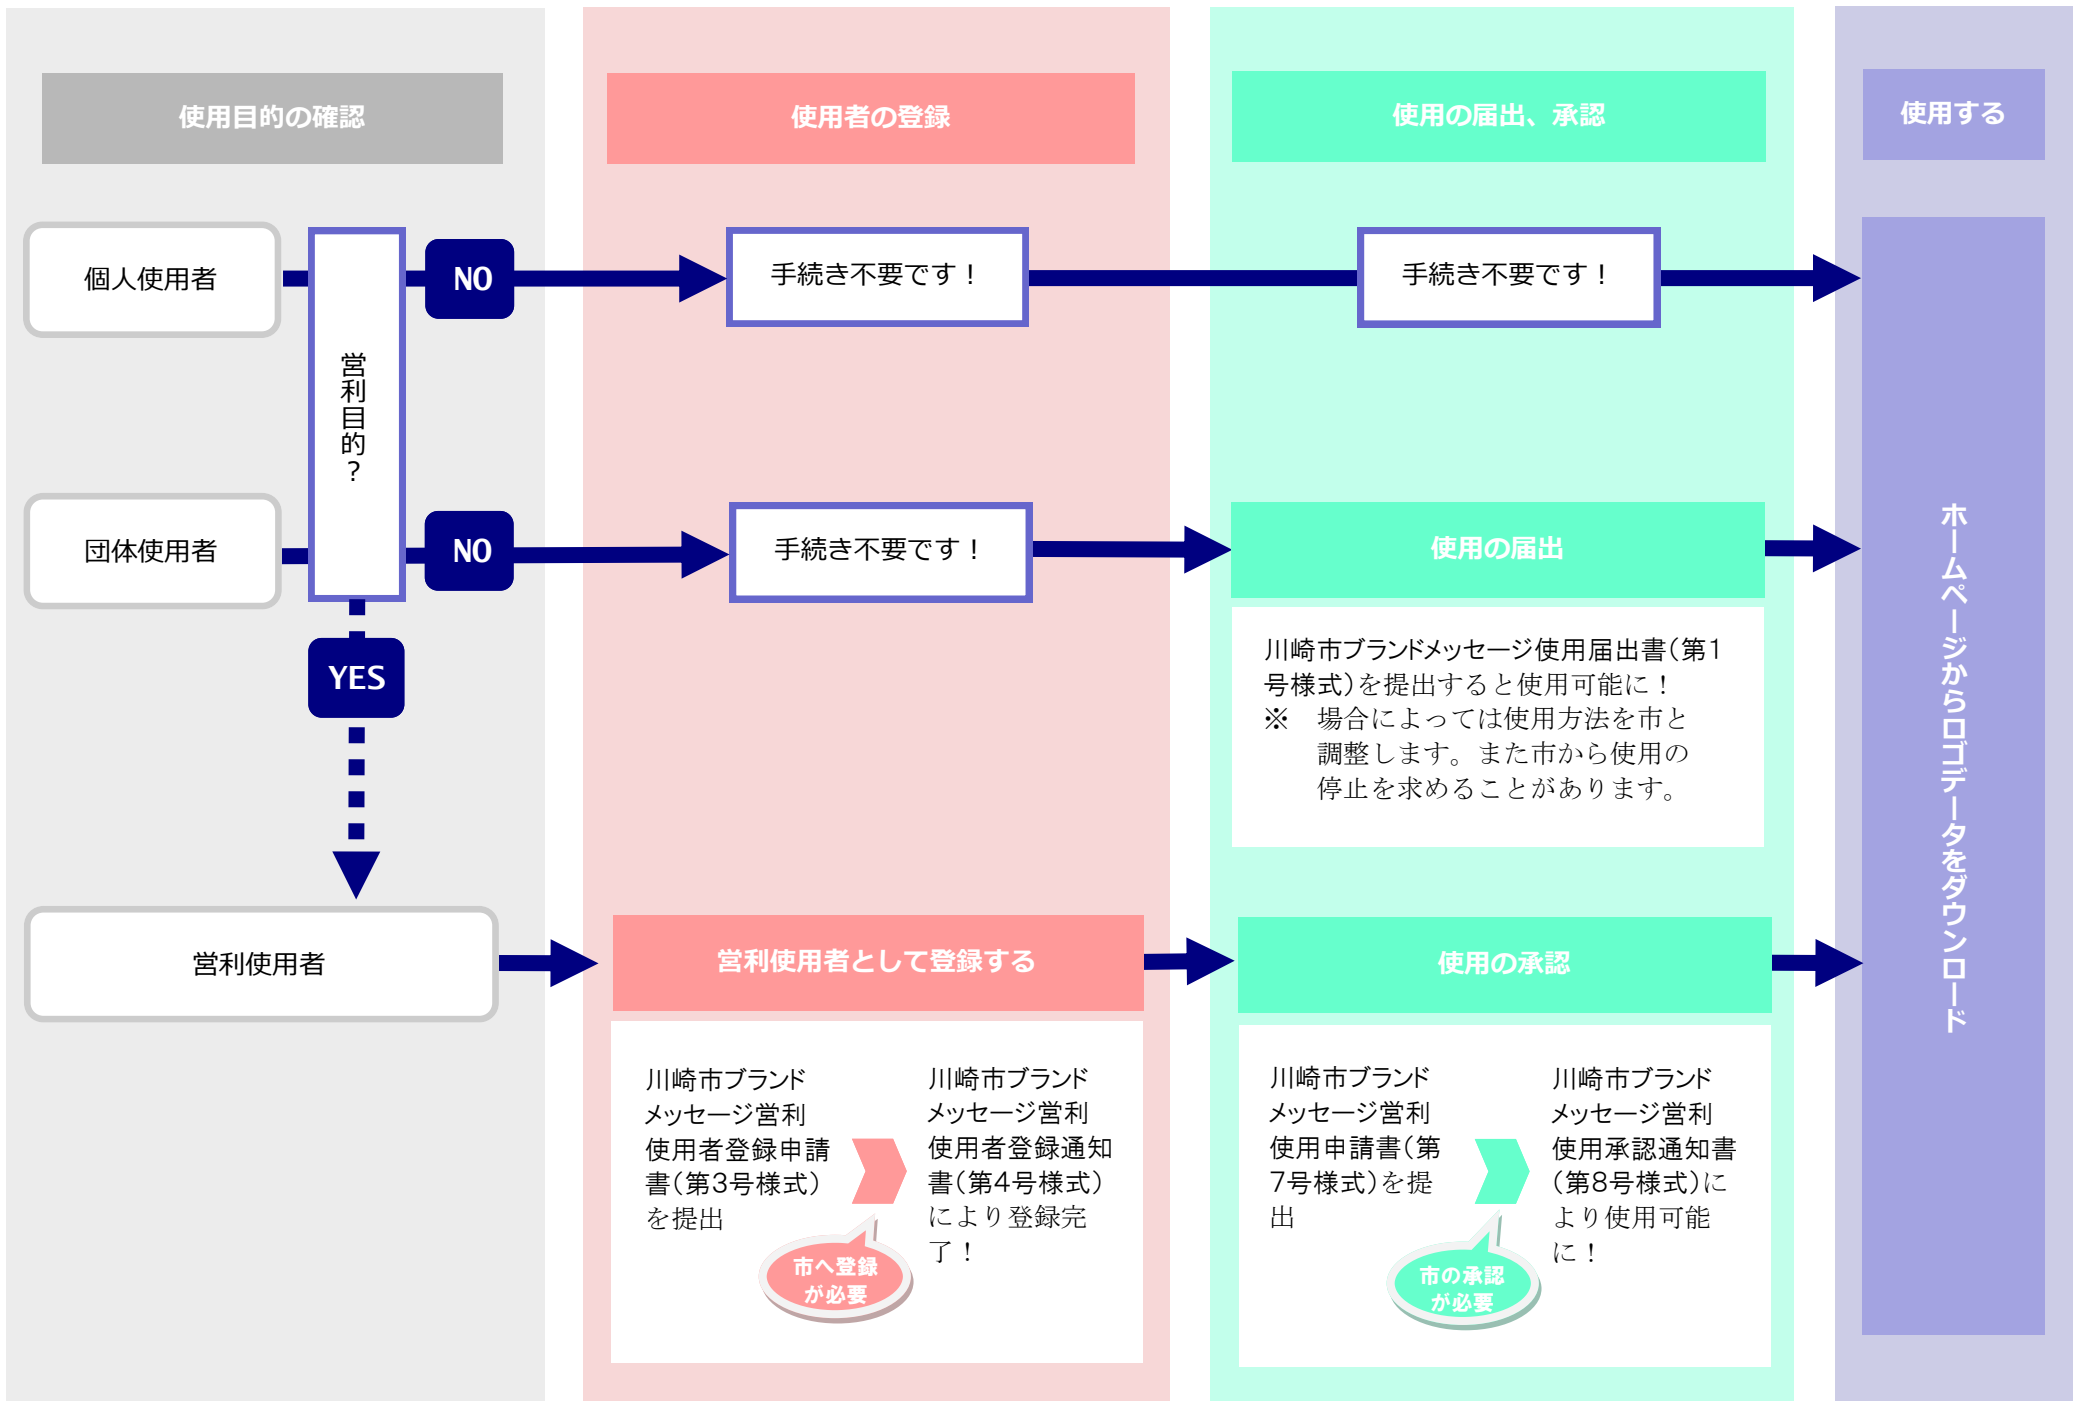 使用目的の確認
使用者の登録
使用の届出、承認
使用する
個人使用者
営利目的？
NO
手続き不要です！
手続き不要です！
団体使用者
NO
手続き不要です！
使用の届出
川崎市ブランドメッセージ使用届出書（第1
号様式）を提出すると使用可能に！
※　場合によっては使用方法を市と
調整します。また市から使用の
停止を求めることがあります。
YES
営利使用者
営利使用者として登録する
川崎市ブランド
メッセージ営利
使用者登録申請
書（第3号様式）
を提出
川崎市ブランド
メッセージ営利
使用者登録通知
書（第4号様式）
により登録完
了！
市へ登録
が必要
使用の承認
川崎市ブランド
メッセージ営利
使用申請書（第
7号様式）を提
出
川崎市ブランド
メッセージ営利
使用承認通知書
（第8号様式）に
より使用可能
に！
市の承認
が必要
ホームページからロゴデータをダウンロード